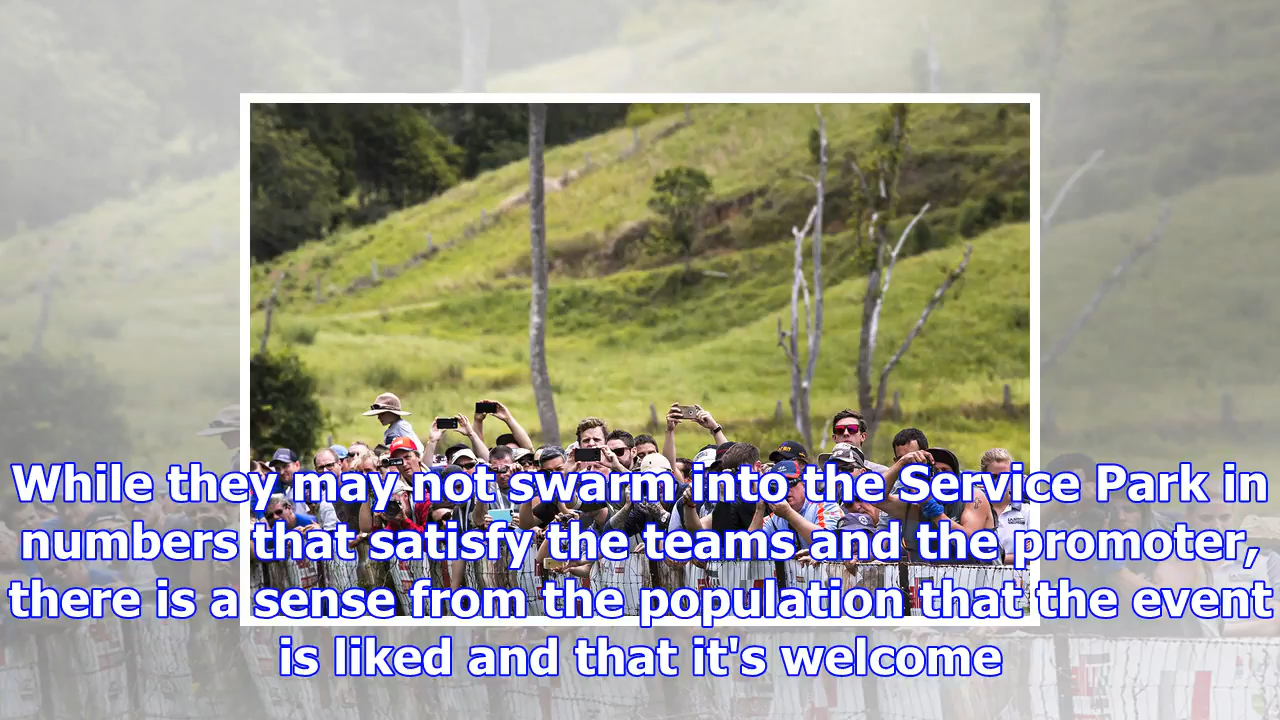 While they may not swarm into the Service Park in
numbers that satisfy the teams and the promoter,
there is a sense from the population that the event
is liked and that it's welcome